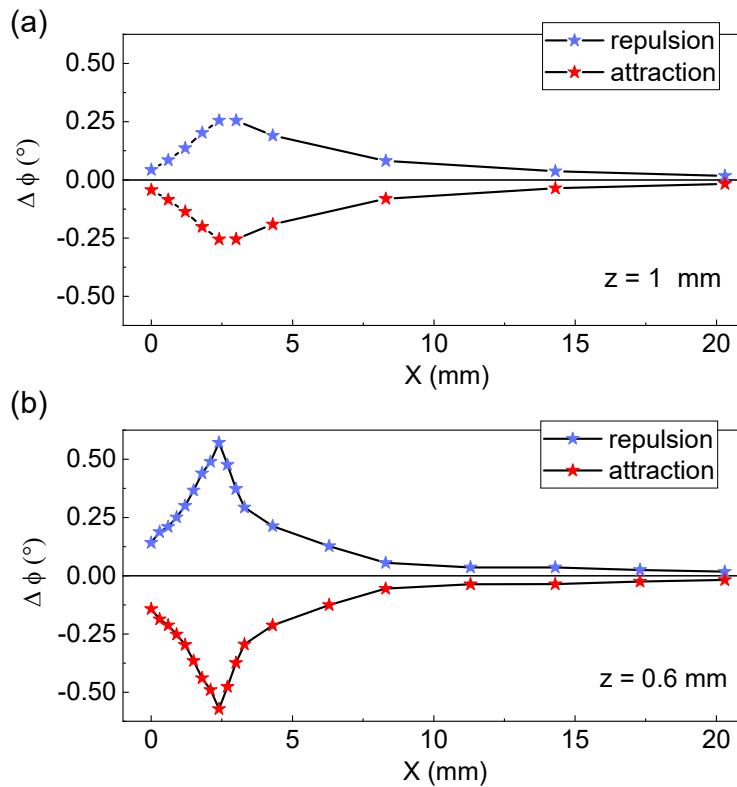 (a)
repulsion
attraction
0.50
0.25
0.00
-0.25
-0.50
Δ ϕ (°)
z = 1 mm
0 5 10 15 20
X (mm)
(b)
repulsion
attraction
0.50
0.25
0.00
-0.25
-0.50
Δ ϕ (°)
z = 0.6 mm
0 5 10 15 20
X (mm)